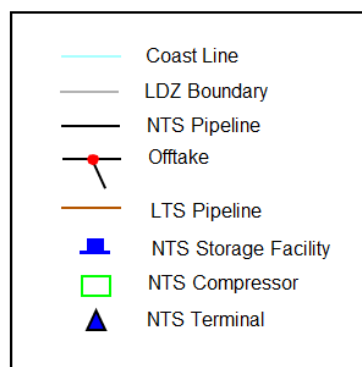 Coast Line
LDZ Boundary
NTS Pipeline
Offtake
LTS Pipeline
NTS Storage Facility
NTS Compressor
NTS Terminal